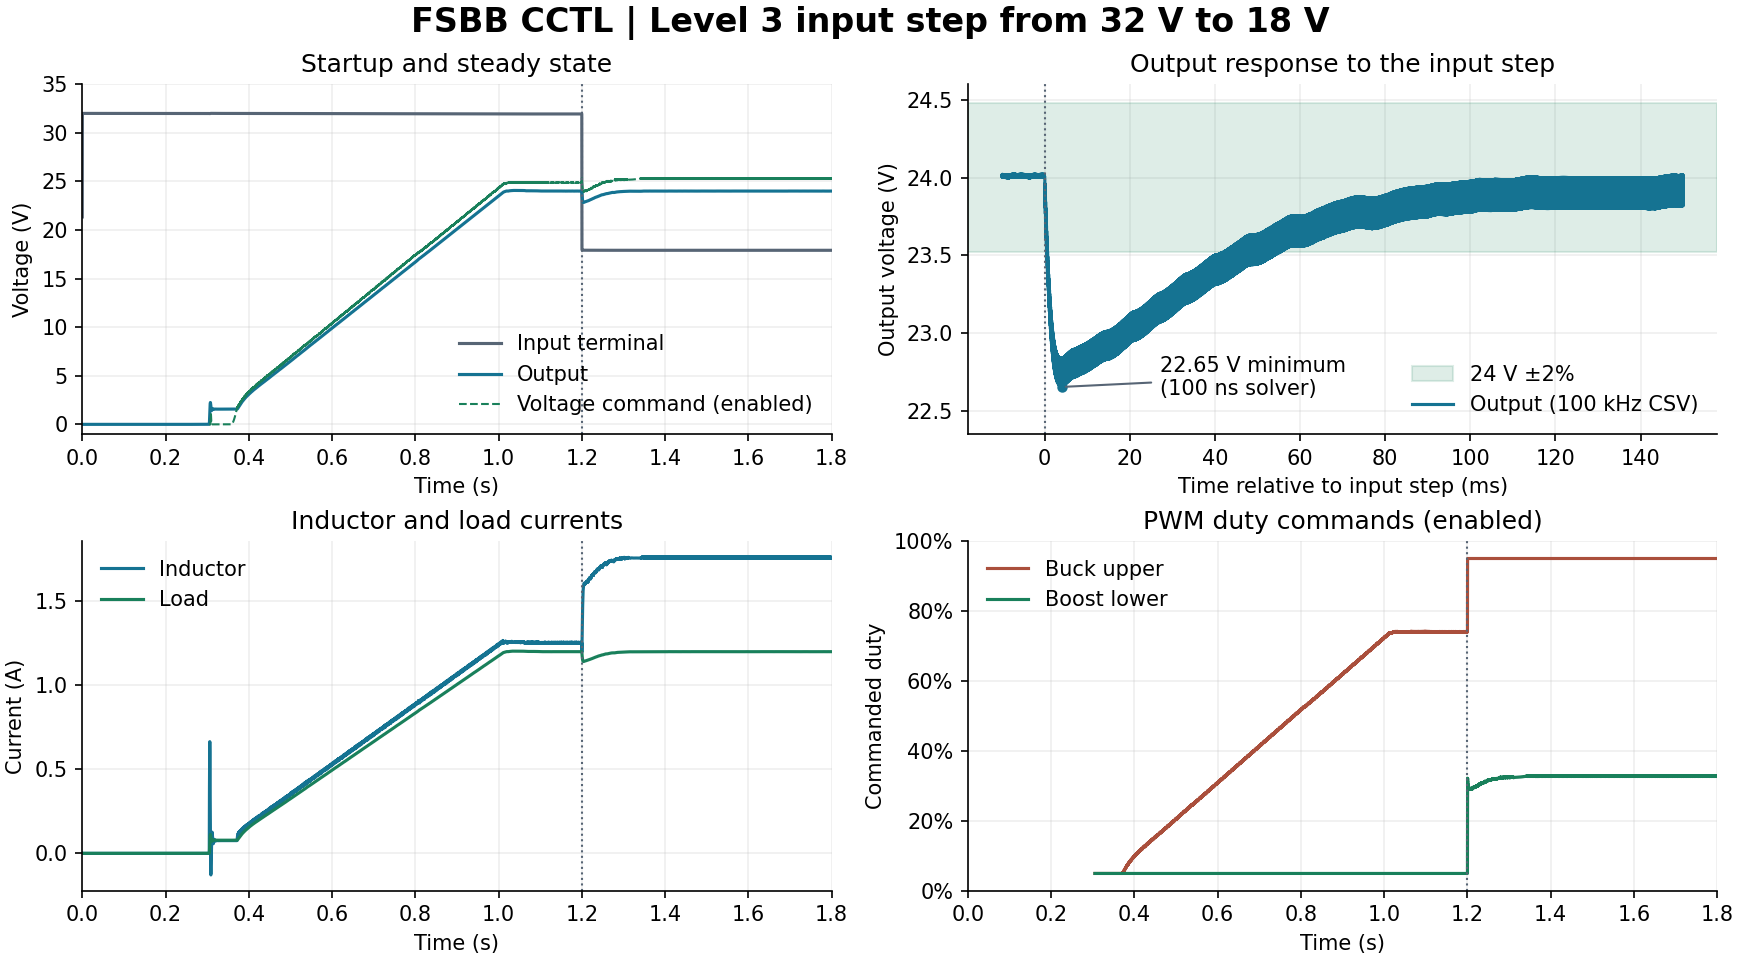 FSBB CCTL | Level 3 input step from 32 V to 18 V
Startup and steady state
Voltage (V)
35
30
25
20
15
10
5
0
Input terminal
Output
Voltage command (enabled)
0.0 0.2 0.4 0.6 0.8 1.0 1.2 1.4 1.6 1.8
Time (s)
Output response to the input step
Output voltage (V)
24.5
24.0
23.5
23.0
22.5
22.65 V minimum
(100 ns solver)
24 V ±2%
Output (100 kHz CSV)
0 20 40 60 80 100 120 140
Time relative to input step (ms)
Inductor and load currents
Current (A)
1.5
1.0
0.5
0.0
Inductor
Load
0.0 0.2 0.4 0.6 0.8 1.0 1.2 1.4 1.6 1.8
Time (s)
PWM duty commands (enabled)
Commanded duty
100%
80%
60%
40%
20%
0%
Buck upper
Boost lower
0.0 0.2 0.4 0.6 0.8 1.0 1.2 1.4 1.6 1.8
Time (s)